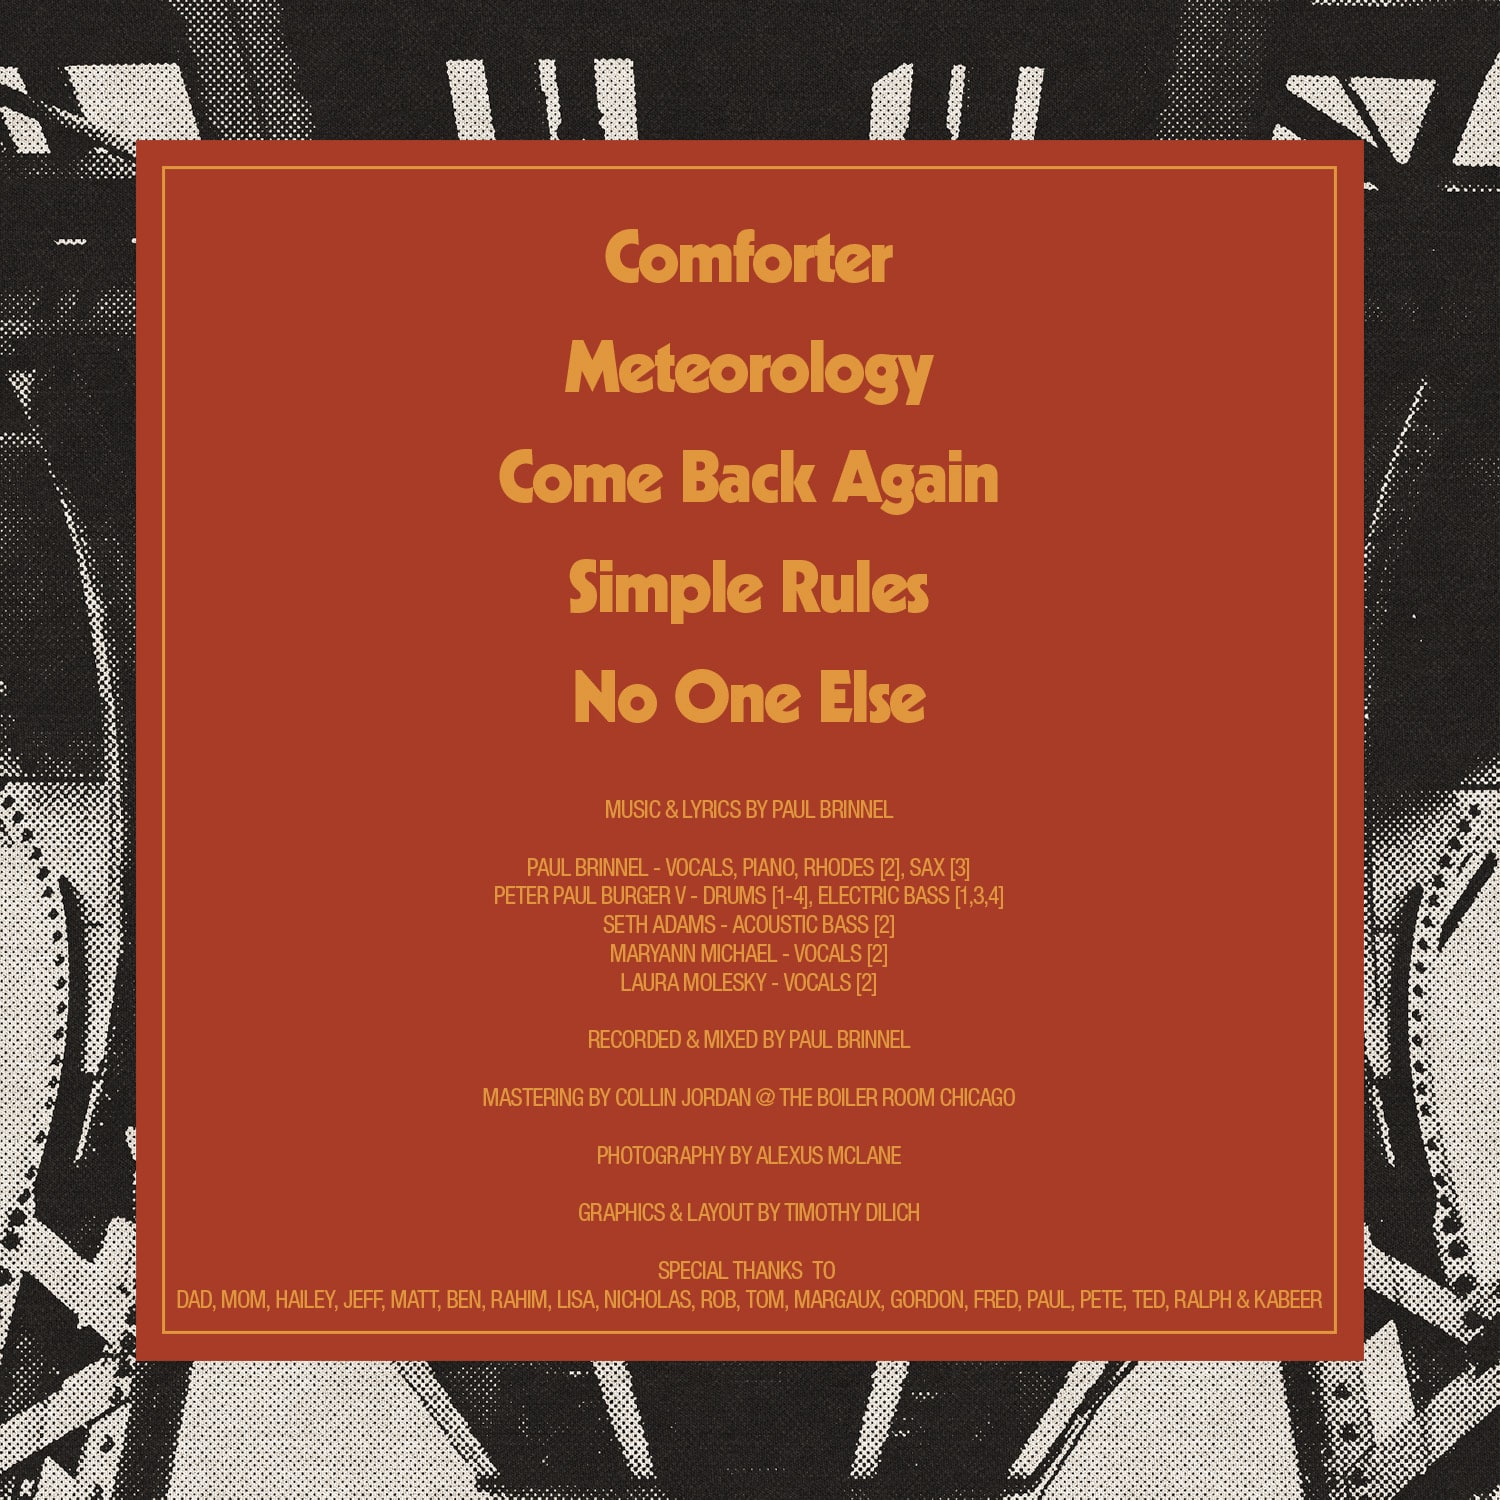 Comforter
Meteorology
Come Back Again
Simple Rules
No One Else
MUSIC & LYRICS BY PAUL BRINNEL
PAUL BRINNEL - VOCALS, PIANO, RHODES [2], SAX [3]
PETER PAUL BURGER V - DRUMS [1-4], ELECTRIC BASS [1,3,4]
SETH ADAMS - ACOUSTIC BASS [2]
MARYANN MICHAEL - VOCALS [2]
LAURA MOLESKY - VOCALS [2]
RECORDED & MIXED BY PAUL BRINNEL
MASTERING BY COLLIN JORDAN @ THE BOILER ROOM CHICAGO
PHOTOGRAPHY BY ALEXUS MCLANE
GRAPHICS & LAYOUT BY TIMOTHY DILICH
SPECIAL THANKS TO
DAD, MOM, HAILEY, JEFF, MATT, BEN, RAHIM, LISA, NICHOLAS, ROB, TOM, MARGAUX, GORDON, FRED, PAUL, PETE, TED, RALPH & KABEER